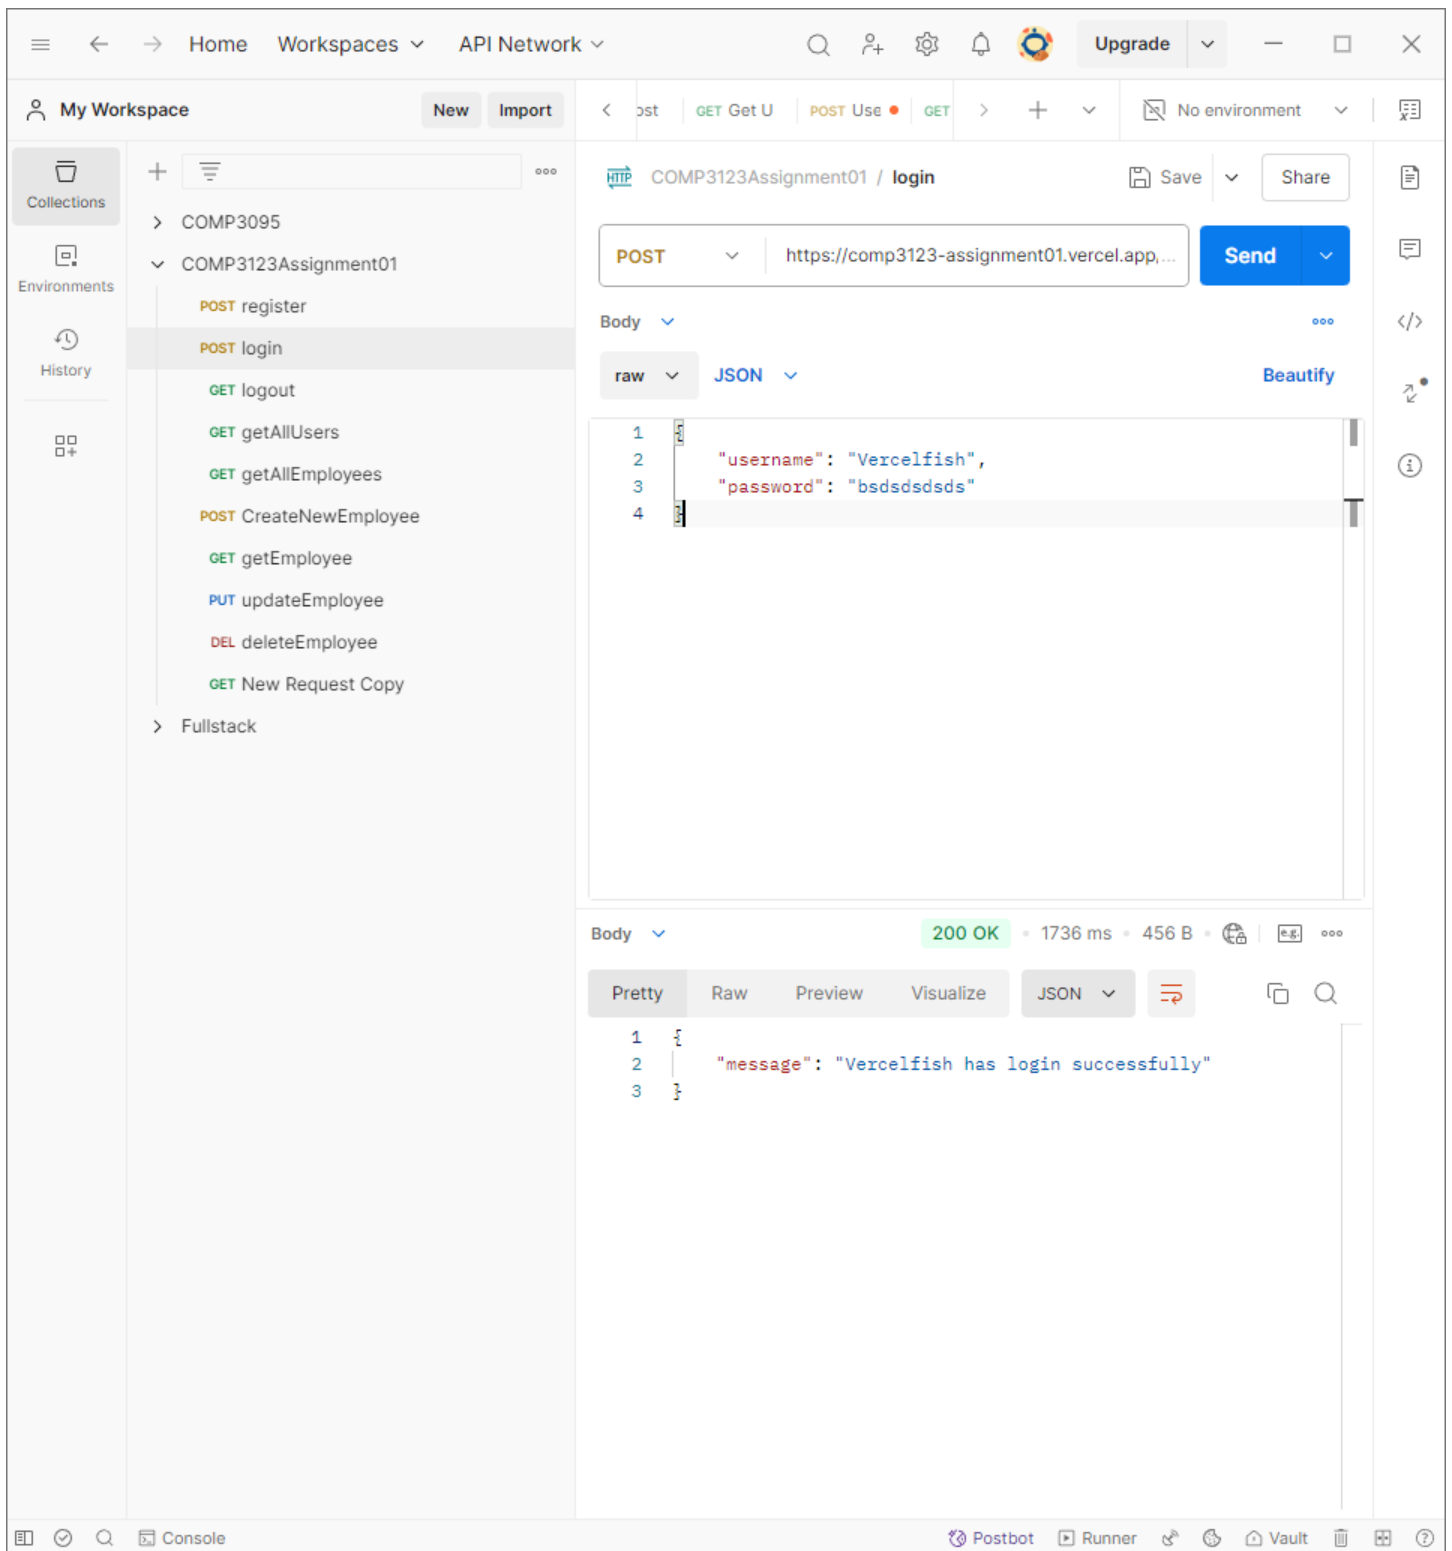 Home Workspaces API Network Upgrade
My Workspace New Import
ost GET Get U POST Use GET No environment
Collections
Environments
History
COMP3095
COMP3123Assignment01
POST register
POST login
GET logout
GET getAllUsers
GET getAllEmployees
POST CreateNewEmployee
GET getEmployee
PUT updateEmployee
DEL deleteEmployee
GET New Request Copy
Fullstack
HTTP COMP3123Assignment01 / login Save Share
POST https://comp3123-assignment01.vercel.app,... Send
Body
raw JSON Beautify
1 {
2 "username": "Vercelfish",
3 "password": "bsdsdsdsds"
4 }
Body 200 OK • 1736 ms • 456 B • e.g.
Pretty Raw Preview Visualize JSON
1 {
2 "message": "Vercelfish has login successfully"
3 }
Console Postbot Runner Vault